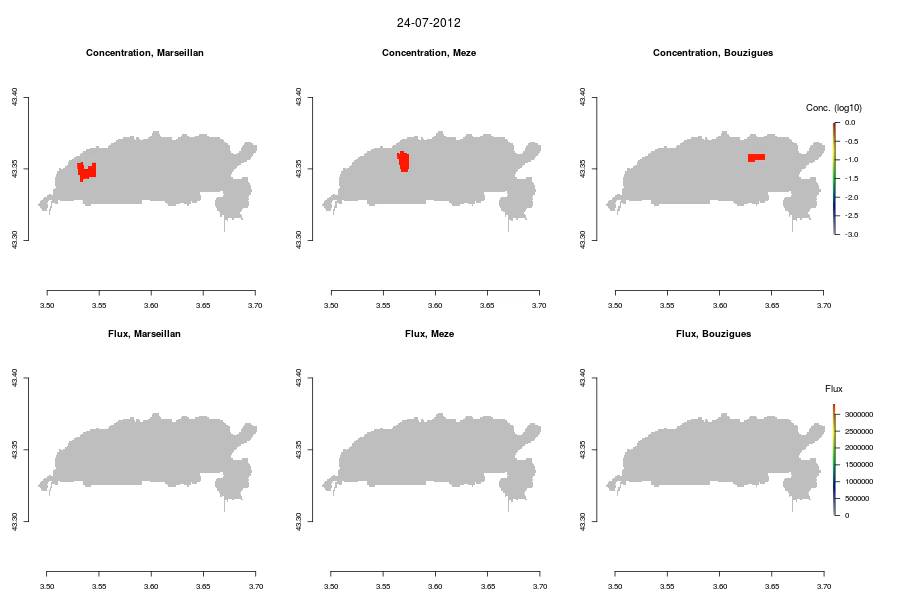 24-07-2012
Concentration, Marseillan
Concentration, Meze
Concentration, Bouzigues
43.40
43.35
43.30
3.50 3.55 3.60 3.65 3.70
43.40
43.35
43.30
3.50 3.55 3.60 3.65 3.70
43.40
43.35
43.30
3.50 3.55 3.60 3.65 3.70
Conc. (log10)
0.0
-0.5
-1.0
-1.5
-2.0
-2.5
-3.0
Flux, Marseillan
Flux, Meze
Flux, Bouzigues
43.40
43.35
43.30
3.50 3.55 3.60 3.65 3.70
43.40
43.35
43.30
3.50 3.55 3.60 3.65 3.70
43.40
43.35
43.30
3.50 3.55 3.60 3.65 3.70
Flux
3000000
2500000
2000000
1500000
1000000
500000
0